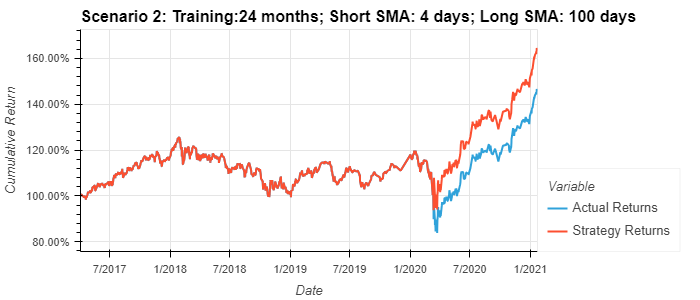 Scenario 2: Training:24 months; Short SMA: 4 days; Long SMA: 100 days
Cumulative Return
160.00%
140.00%
120.00%
100.00%
80.00%
7/2017
1/2018
7/2018
1/2019
7/2019
1/2020
7/2020
1/2021
Date
Variable
Actual Returns
Strategy Returns